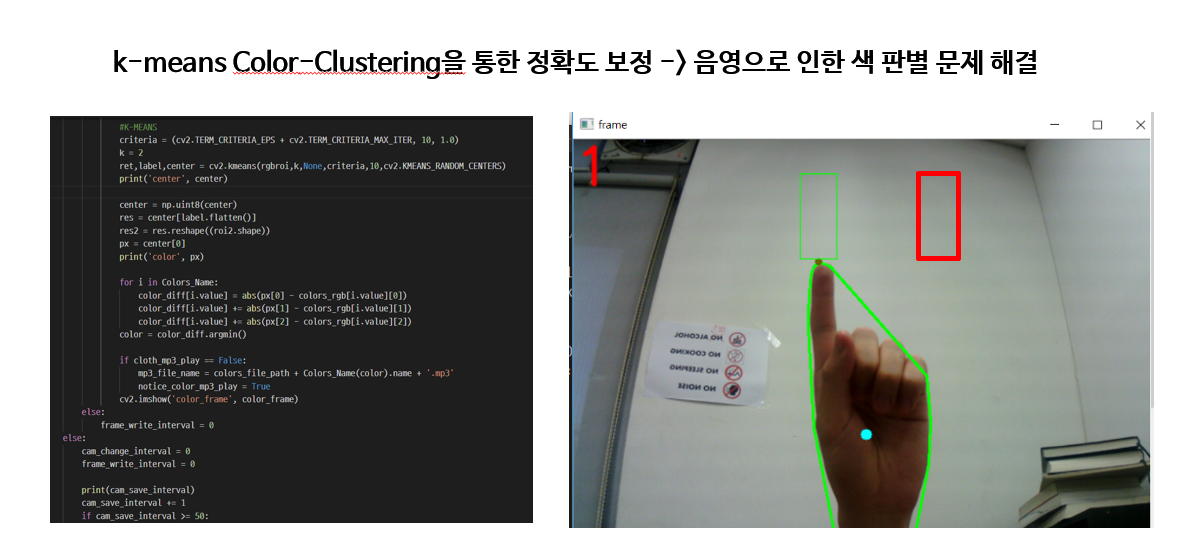 k-means Color-Clustering을 통한 정확도 보정 -> 음영으로 인한 색 판별 문제 해결
#K-MEANS
criteria = (cv2.TERM_CRITERIA_EPS + cv2.TERM_CRITERIA_MAX_ITER, 10, 1.0)
k = 2
ret,label,center = cv2.kmeans(rgbroi,k,None,criteria,10,cv2.KMEANS_RANDOM_CENTERS)
print('center', center)
center = np.uint8(center)
res = center[label.flatten()]
res2 = res.reshape((roi2.shape))
px = center[0]
print('color', px)
for i in Colors_Name:
color_diff[i.value] = abs(px[0] - colors_rgb[i.value][0])
color_diff[i.value] += abs(px[1] - colors_rgb[i.value][1])
color_diff[i.value] += abs(px[2] - colors_rgb[i.value][2])
color = color_diff.argmin()
if cloth_mp3_play == False:
mp3_file_name = colors_file_path + Colors_Name(color).name + '.mp3'
notice_color_mp3_play = True
cv2.imshow('color_frame', color_frame)
else:
frame_write_interval = 0
else:
cam_change_interval = 0
frame_write_interval = 0
print(cam_save_interval)
cam_save_interval += 1
if cam_save_interval >= 50:
frame
1
NO ALCOHOL
NO COOKING
NO SLEEPING
NO NOISE